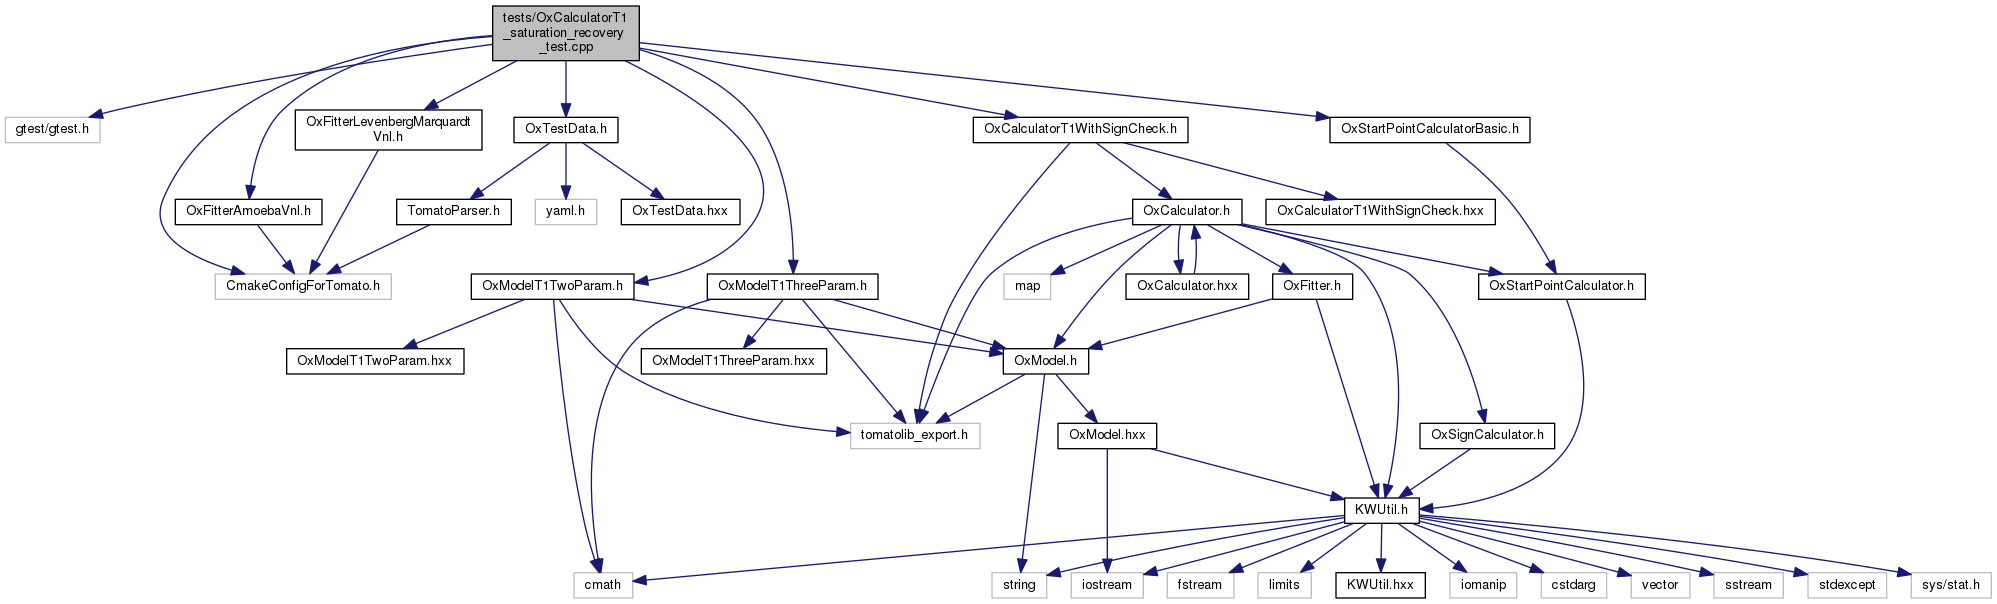 tests/OxCalculatorT1
_saturation_recovery
_test.cpp
gtest/gtest.h
OxFitterLevenbergMarquardt
Vnl.h
OxTestData.h
OxCalculatorT1WithSignCheck.h
OxStartPointCalculatorBasic.h
OxFitterAmoebaVnl.h
TomatoParser.h
yaml.h
OxTestData.hxx
OxCalculator.h
OxCalculatorT1WithSignCheck.hxx
CmakeConfigForTomato.h
OxModelT1TwoParam.h
OxModelT1ThreeParam.h
map
OxCalculator.hxx
OxFitter.h
OxStartPointCalculator.h
OxModelT1TwoParam.hxx
OxModelT1ThreeParam.hxx
OxModel.h
tomatolib_export.h
OxModel.hxx
OxSignCalculator.h
KWUtil.h
cmath
string
iostream
fstream
limits
KWUtil.hxx
iomanip
cstdarg
vector
sstream
stdexcept
sys/stat.h